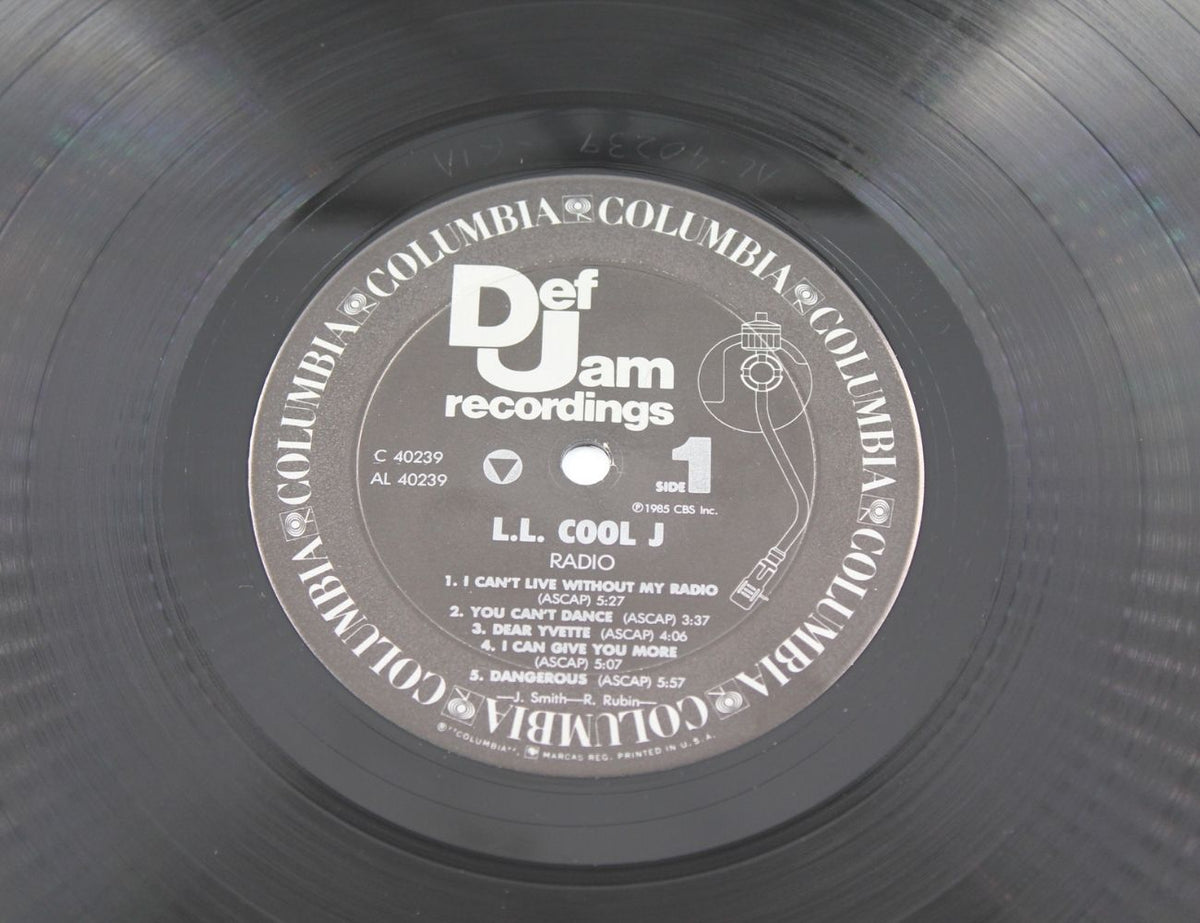 AL-40239 -G1A
COLUMBIA COLUMBIA COLUMBIA COLUMBIA COLUMBIA COLUMBIA COLUMBIA COLUMBIA
Def
Jam
recordings
C 40239
AL 40239
SIDE 1
℗1985 CBS Inc.
L.L. COOL J
RADIO
1. I CAN'T LIVE WITHOUT MY RADIO
(ASCAP) 5:27
2. YOU CAN'T DANCE (ASCAP) 3:37
3. DEAR YVETTE (ASCAP) 4:06
4. I CAN GIVE YOU MORE
(ASCAP) 5:07
5. DANGEROUS (ASCAP) 5:57
—J. Smith—R. Rubin—
® "COLUMBIA", MARCAS REG. PRINTED IN U.S.A.